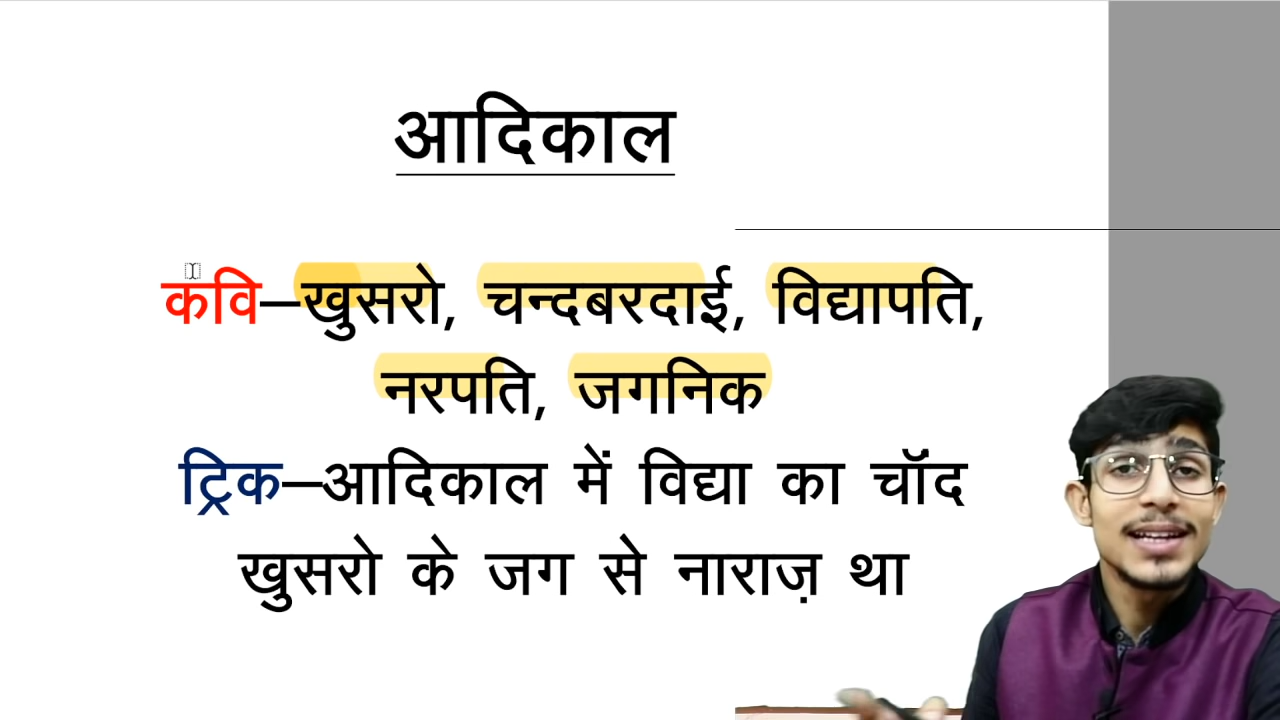 आदिकाल
कवि–खुसरो, चन्दबरदाई, विद्यापति,
नरपति, जगनिक
ट्रिक–आदिकाल में विद्या का चॉंद
खुसरो के जग से नाराज़ था